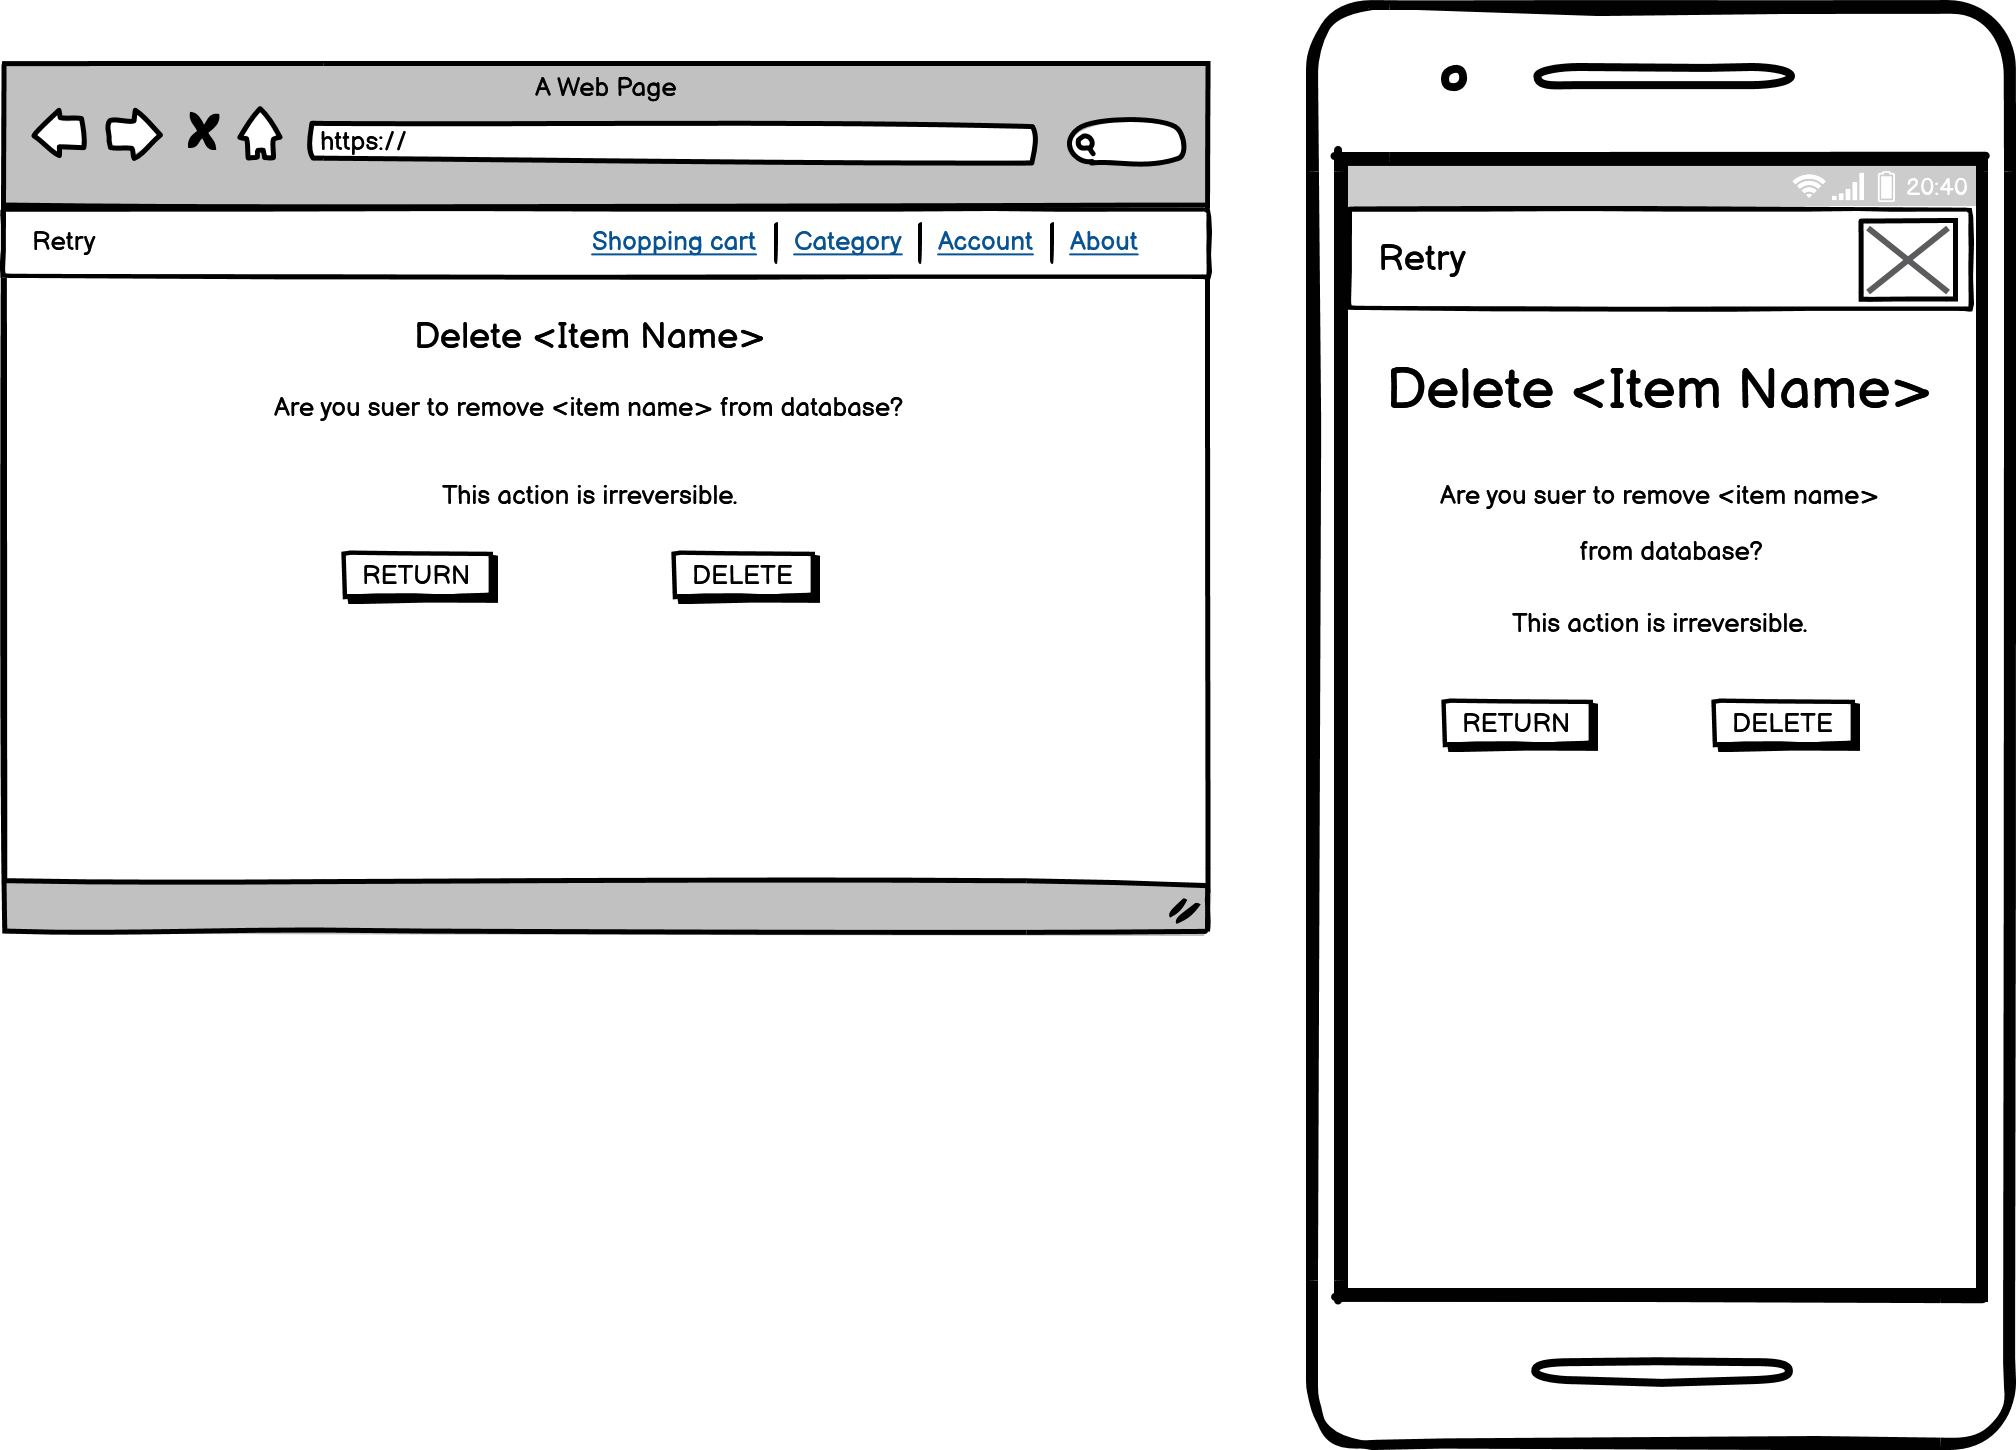 A Web Page
https://
Retry
Shopping cart Category Account About
Delete <Item Name>
Are you suer to remove <item name> from database?
This action is irreversible.
RETURN DELETE
20:40
Retry
Delete <Item Name>
Are you suer to remove <item name>
from database?
This action is irreversible.
RETURN DELETE